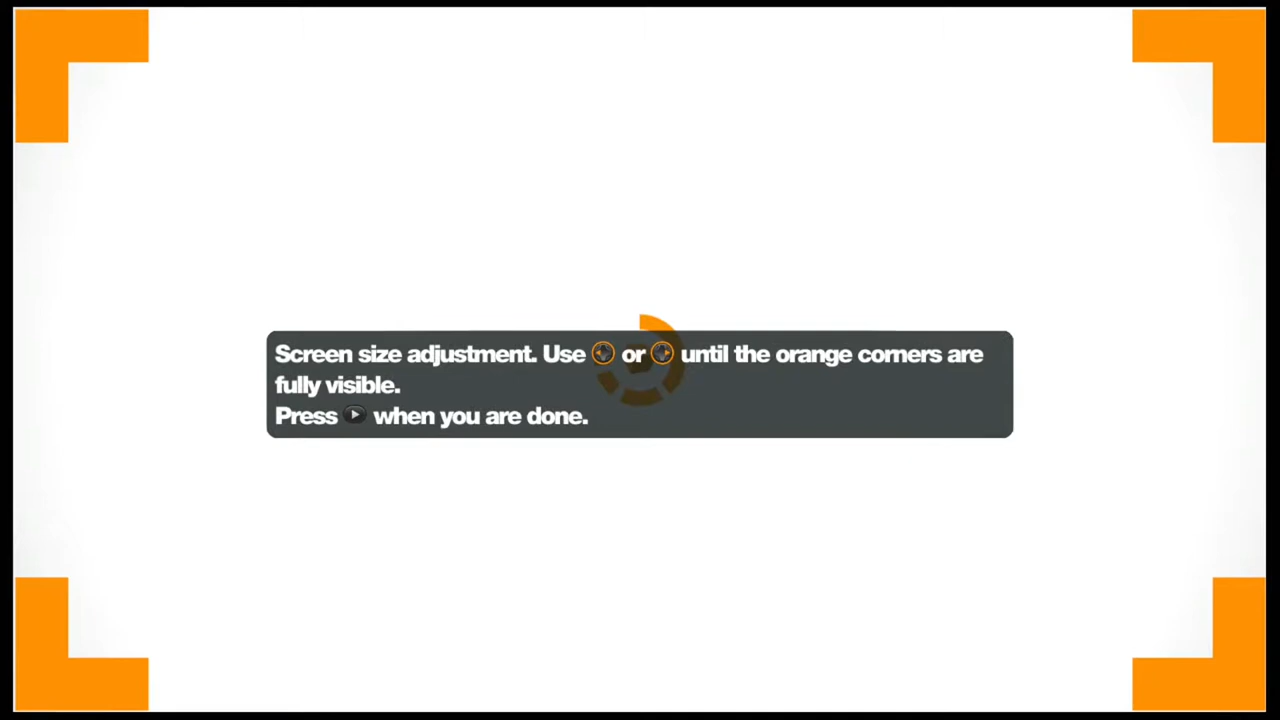 Screen size adjustment. Use or until the orange corners are
fully visible.
Press when you are done.